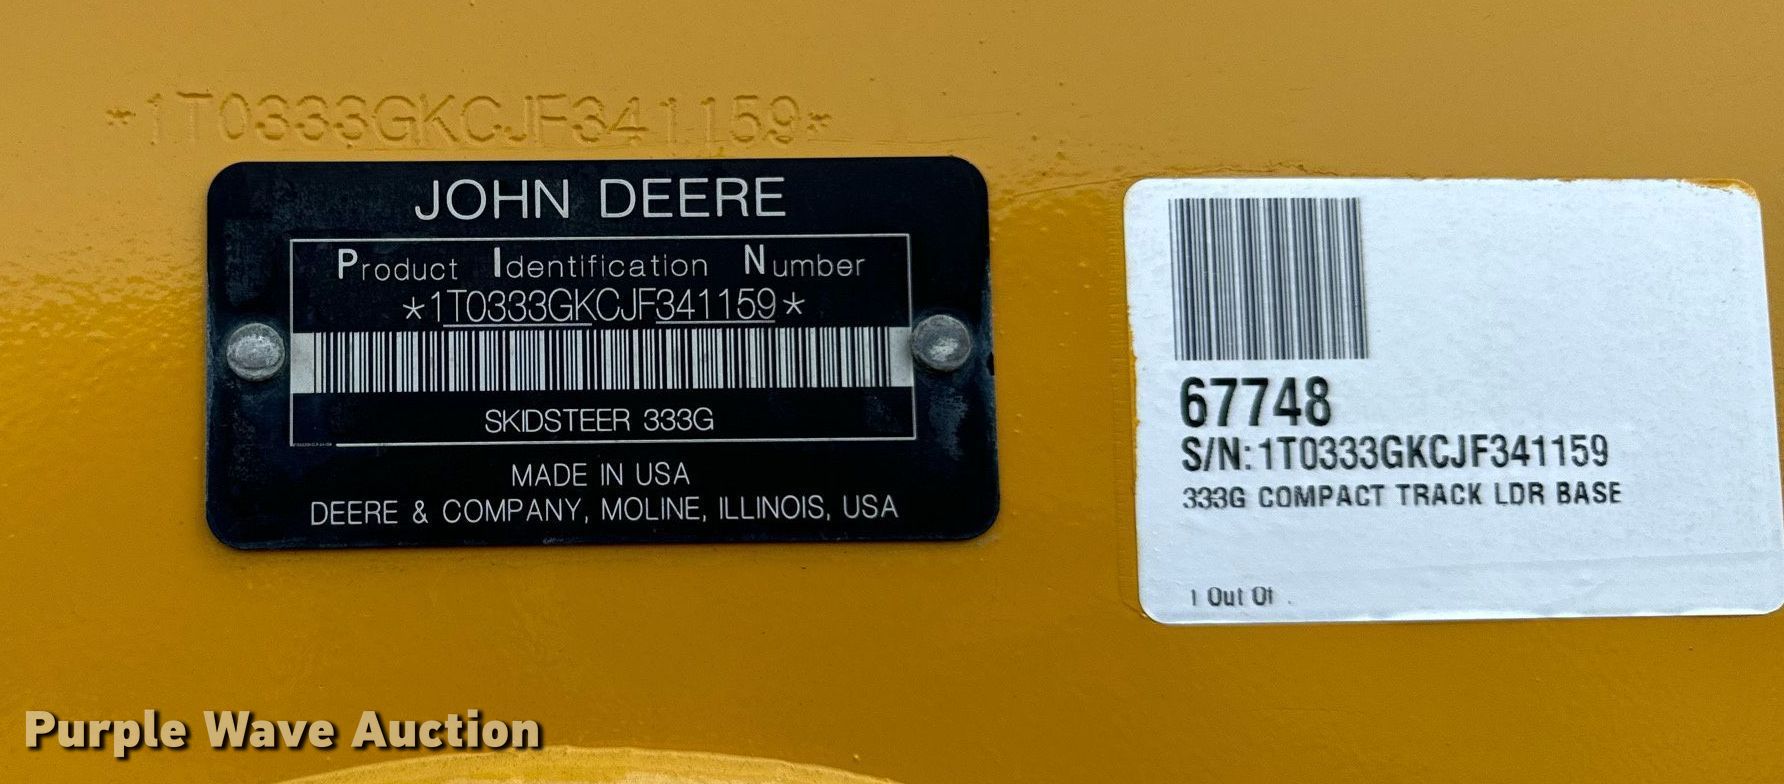 *1T0333GKCJF341159*
JOHN DEERE
Product Identification Number
*1T0333GKCJF341159*
SKIDSTEER 333G
MADE IN USA
DEERE & COMPANY, MOLINE, ILLINOIS, USA
67748
S/N:1T0333GKCJF341159
333G COMPACT TRACK LDR BASE
1 Out Of
Purple Wave Auction